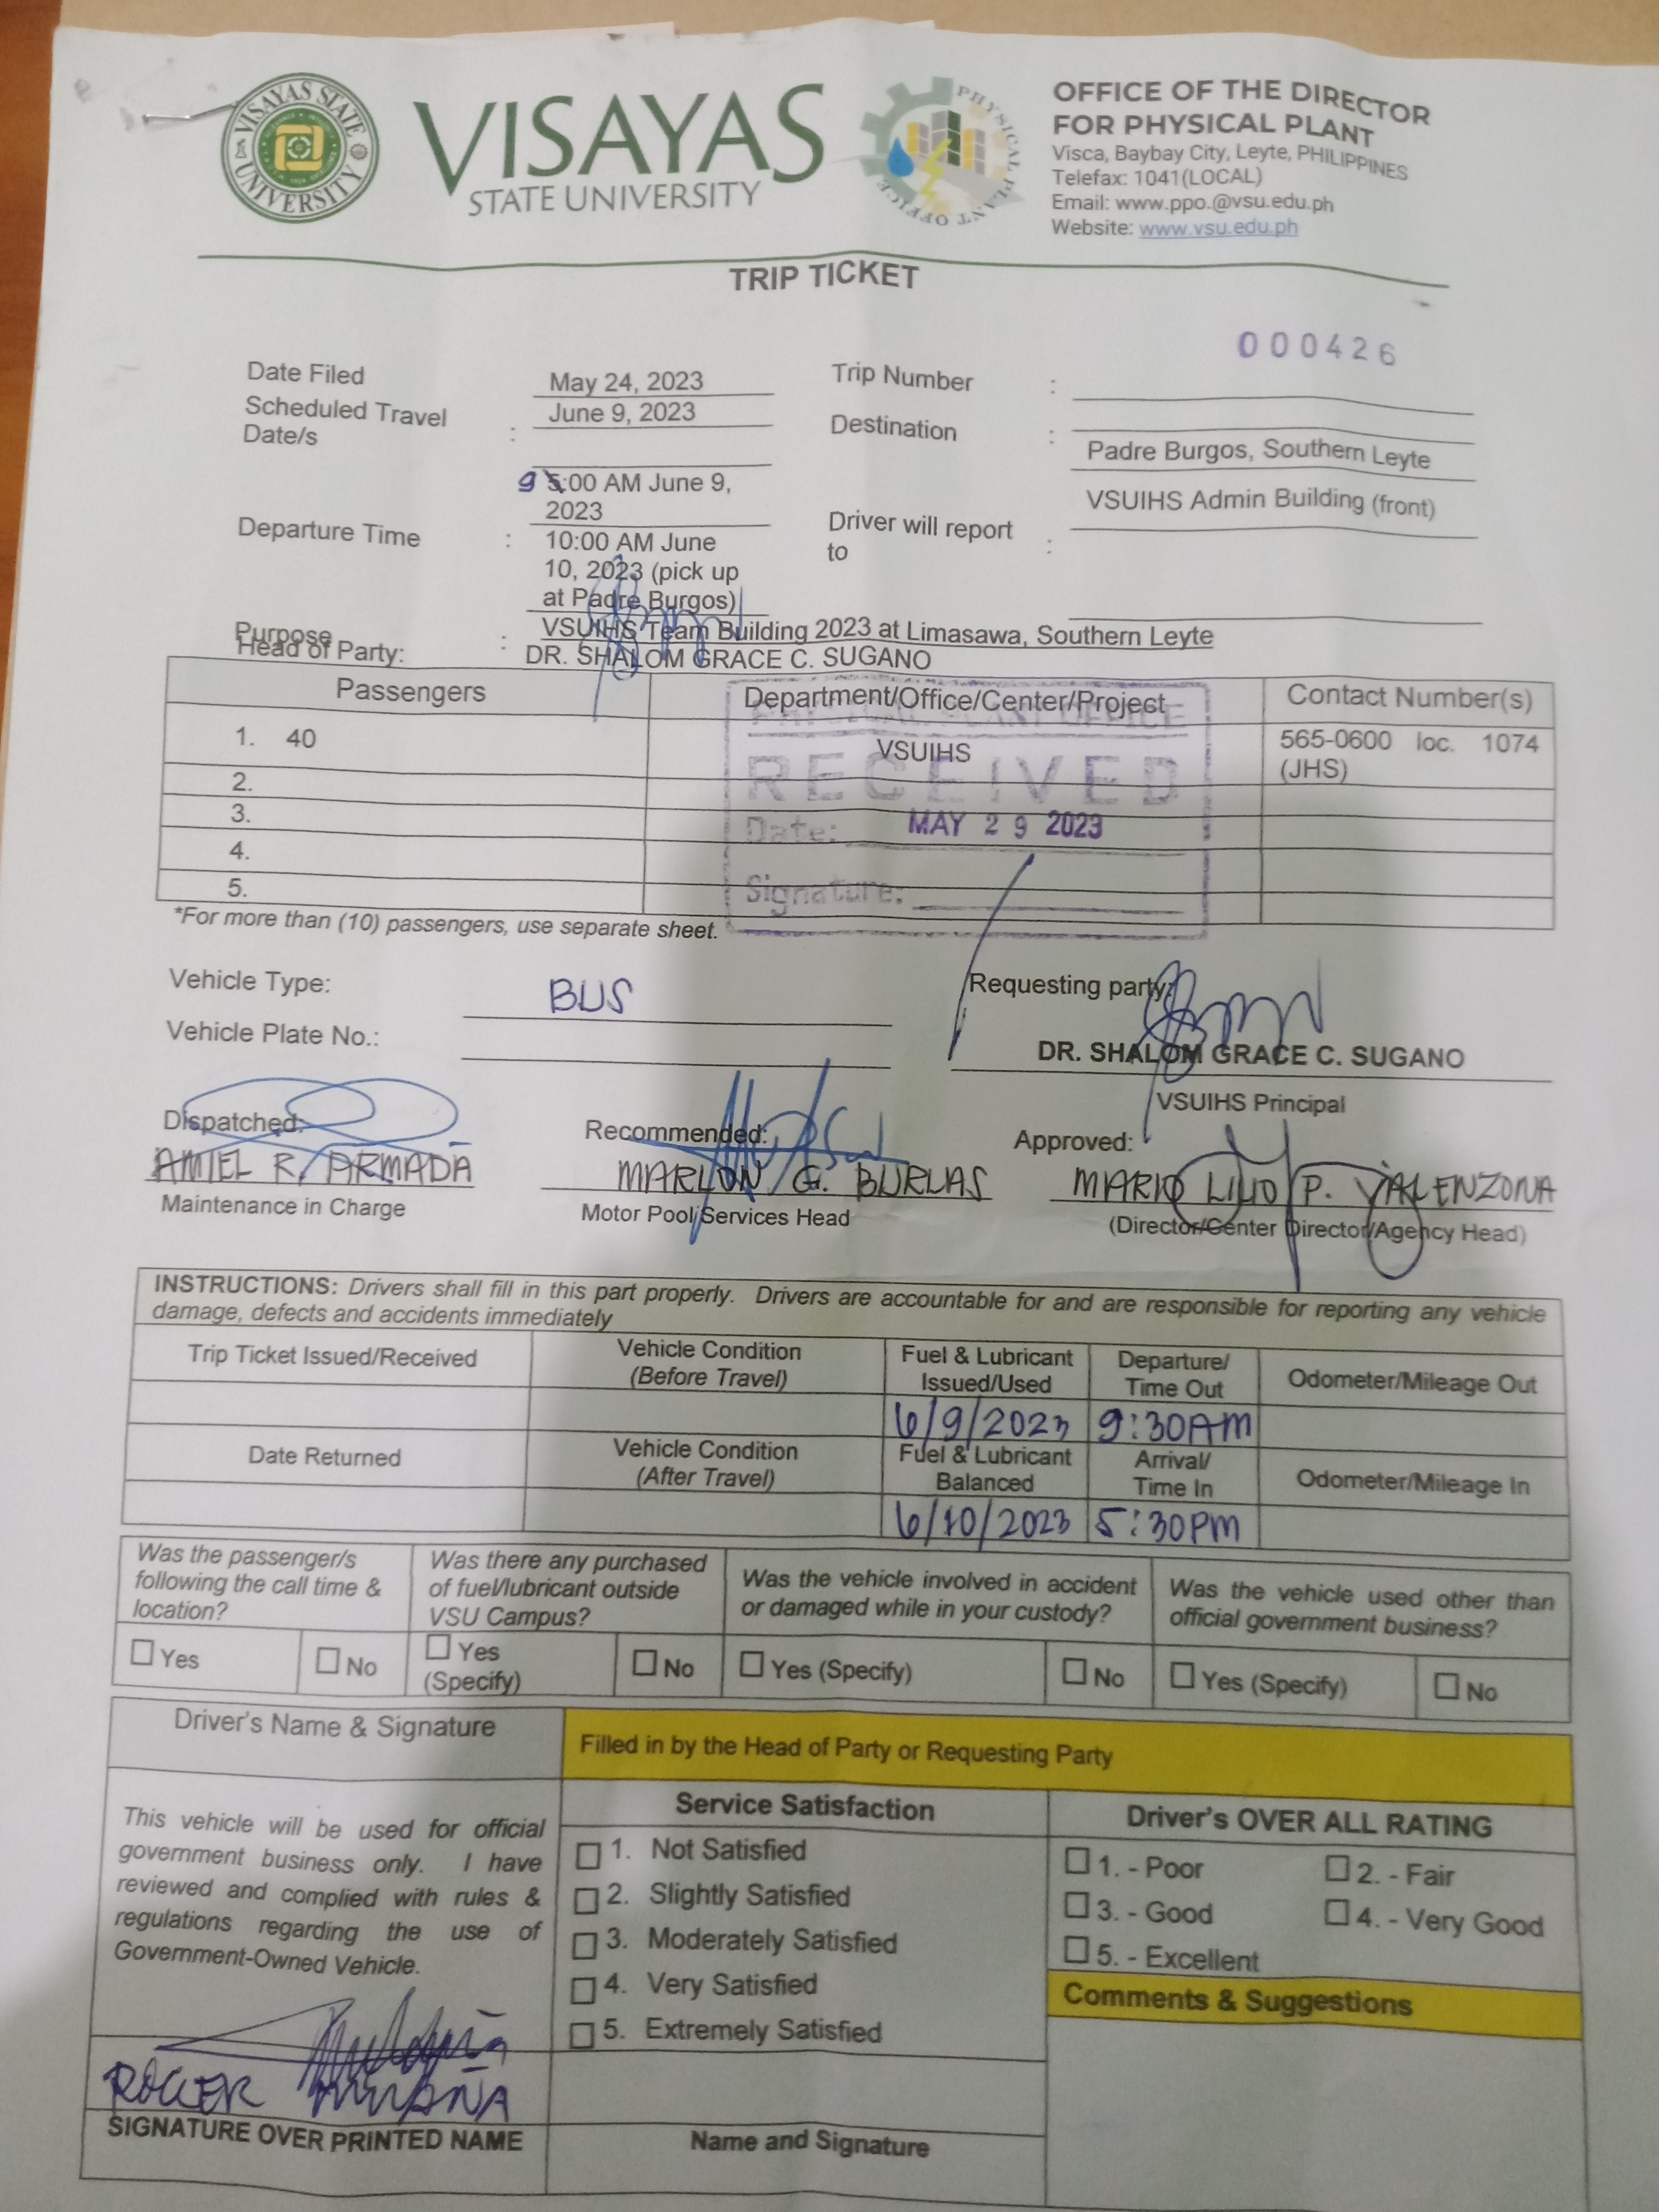 VISAYAS STATE UNIVERSITY
VISAYAS
STATE UNIVERSITY
PHYSICAL PLANT OFFICE
OFFICE OF THE DIRECTOR
FOR PHYSICAL PLANT
Visca, Baybay City, Leyte, PHILIPPINES
Telefax: 1041(LOCAL)
Email: www.ppo.@vsu.edu.ph
Website: www.vsu.edu.ph
TRIP TICKET
000426
Date Filed May 24, 2023 Trip Number :
Scheduled Travel Date/s : June 9, 2023
Destination : Padre Burgos, Southern Leyte
Departure Time : 9 5:00 AM June 9, 2023
10:00 AM June 10, 2023 (pick up at Padre Burgos)
Driver will report to : VSUIHS Admin Building (front)
Purpose : VSUIHS Team Building 2023 at Limasawa, Southern Leyte
Head of Party: DR. SHALOM GRACE C. SUGANO
Passengers Department/Office/Center/Project Contact Number(s)
1. 40 VSUIHS 565-0600 loc. 1074 (JHS)
2.
3.
4.
5.
PHYSICAL PLANT OFFICE
RECEIVED
Date: MAY 29 2023
Signature:
*For more than (10) passengers, use separate sheet.
Vehicle Type: BUS
Vehicle Plate No.:
Requesting party:
DR. SHALOM GRACE C. SUGANO
VSUIHS Principal
Dispatched: Recommended: Approved:
AMIEL R. ARMADA MARLON G. BURLAS MARIO LILIO P. VALENZONA
Maintenance in Charge Motor Pool Services Head (Director/Center Director/Agency Head)
INSTRUCTIONS: Drivers shall fill in this part properly. Drivers are accountable for and are responsible for reporting any vehicle
damage, defects and accidents immediately
Trip Ticket Issued/Received Vehicle Condition (Before Travel) Fuel & Lubricant Issued/Used Departure/ Time Out Odometer/Mileage Out
6/9/2023 9:30AM
Date Returned Vehicle Condition (After Travel) Fuel & Lubricant Balanced Arrival/ Time In Odometer/Mileage In
6/10/2023 5:30PM
Was the passenger/s following the call time & location?
Was there any purchased of fuel/lubricant outside VSU Campus?
Was the vehicle involved in accident or damaged while in your custody?
Was the vehicle used other than official government business?
Yes No Yes (Specify) No Yes (Specify) No Yes (Specify) No
Driver's Name & Signature
Filled in by the Head of Party or Requesting Party
This vehicle will be used for official
government business only. I have
reviewed and complied with rules &
regulations regarding the use of
Government-Owned Vehicle.
Service Satisfaction
1. Not Satisfied
2. Slightly Satisfied
3. Moderately Satisfied
4. Very Satisfied
5. Extremely Satisfied
Driver's OVER ALL RATING
1. - Poor 2. - Fair
3. - Good 4. - Very Good
5. - Excellent
Comments & Suggestions
ROGER
SIGNATURE OVER PRINTED NAME
Name and Signature